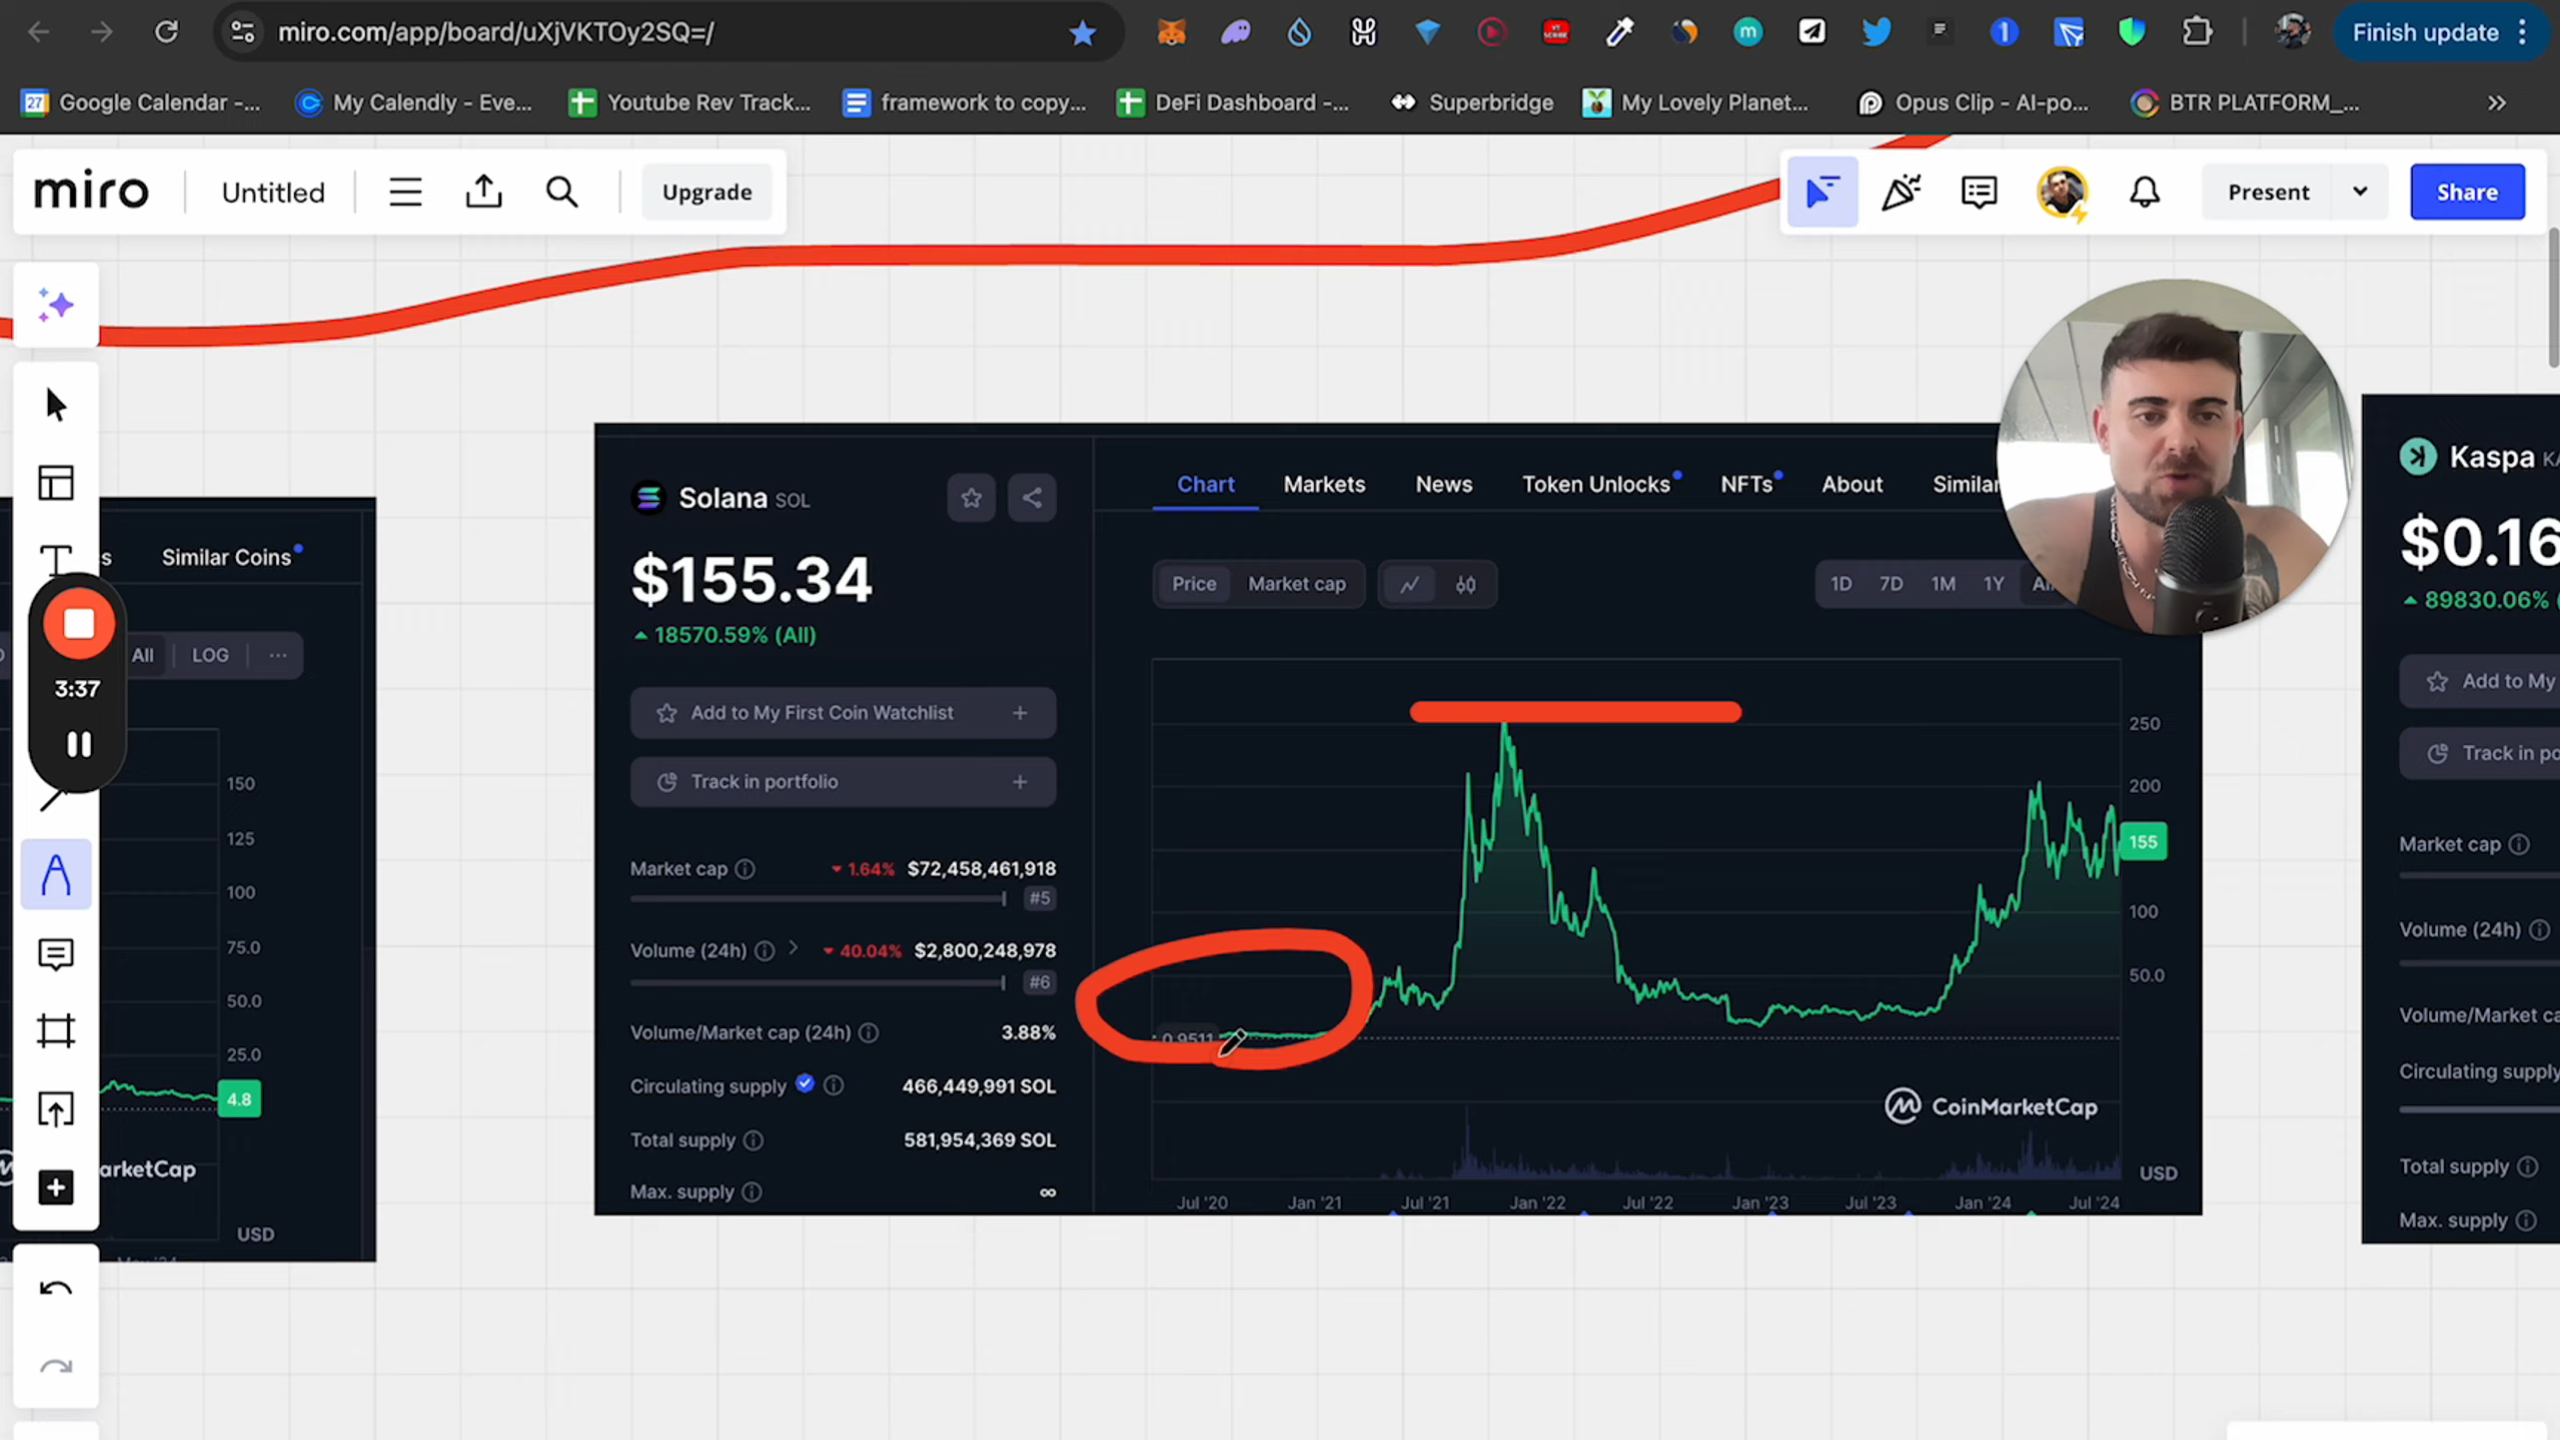 miro.com/app/board/uXjVKTOy2SQ=/
Finish update
27 Google Calendar -...
My Calendly - Eve...
Youtube Rev Track...
framework to copy...
DeFi Dashboard -...
Superbridge
My Lovely Planet...
Opus Clip - AI-po...
BTR PLATFORM_...
miro
Untitled
Upgrade
Present
Share
Similar Coins
3:37
All
LOG
150
125
100
75.0
50.0
25.0
4.8
arketCap
USD
Solana SOL
$155.34
18570.59% (All)
Add to My First Coin Watchlist
Track in portfolio
Market cap
1.64% $72,458,461,918
#5
Volume (24h)
40.04% $2,800,248,978
#6
Volume/Market cap (24h)
3.88%
Circulating supply
466,449,991 SOL
Total supply
581,954,369 SOL
Max. supply
∞
Chart
Markets
News
Token Unlocks
NFTs
About
Similar
Price
Market cap
1D
7D
1M
1Y
250
200
155
100
50.0
0.9511
CoinMarketCap
USD
Jul '20
Jan '21
Jul '21
Jan '22
Jul '22
Jan '23
Jul '23
Jan '24
Jul '24
Kaspa
$0.16
89830.06%
Add to My
Track in po
Market cap
Volume (24h)
Volume/Market ca
Circulating supply
Total supply
Max. supply